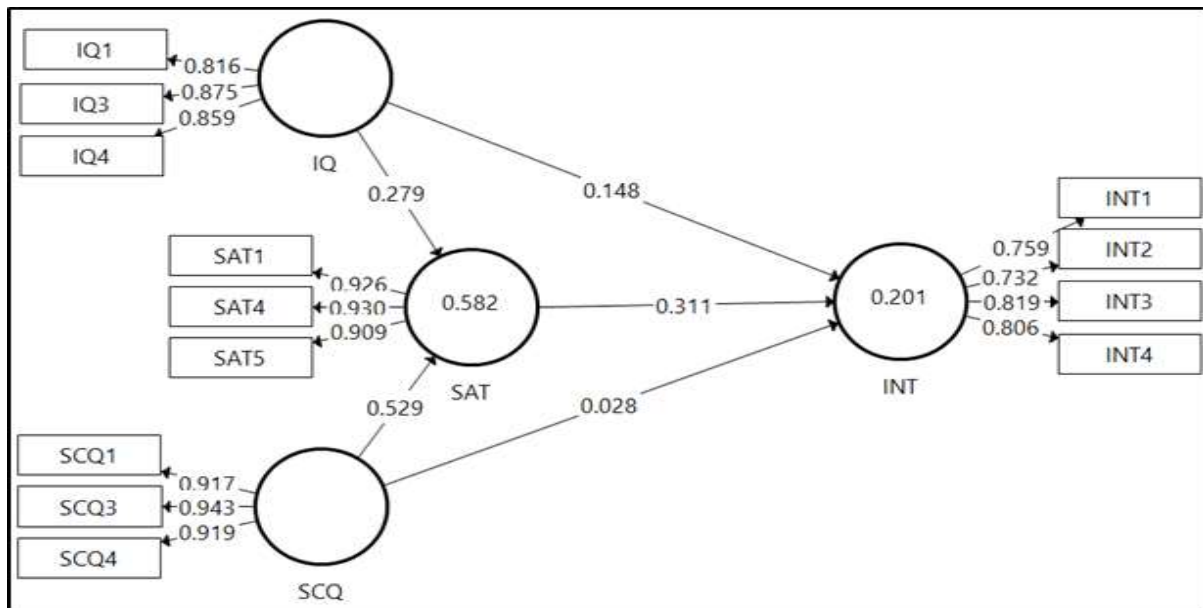 IQ1
0.816
IQ3
0.875
IQ4
0.859
IQ
0.279
0.148
SAT1
0.926
SAT4
0.930
SAT5
0.909
0.582
SAT
0.311
0.201
INT
INT1
0.759
INT2
0.732
INT3
0.819
INT4
0.806
0.529
0.028
SCQ1
0.917
SCQ3
0.943
SCQ4
0.919
SCQ